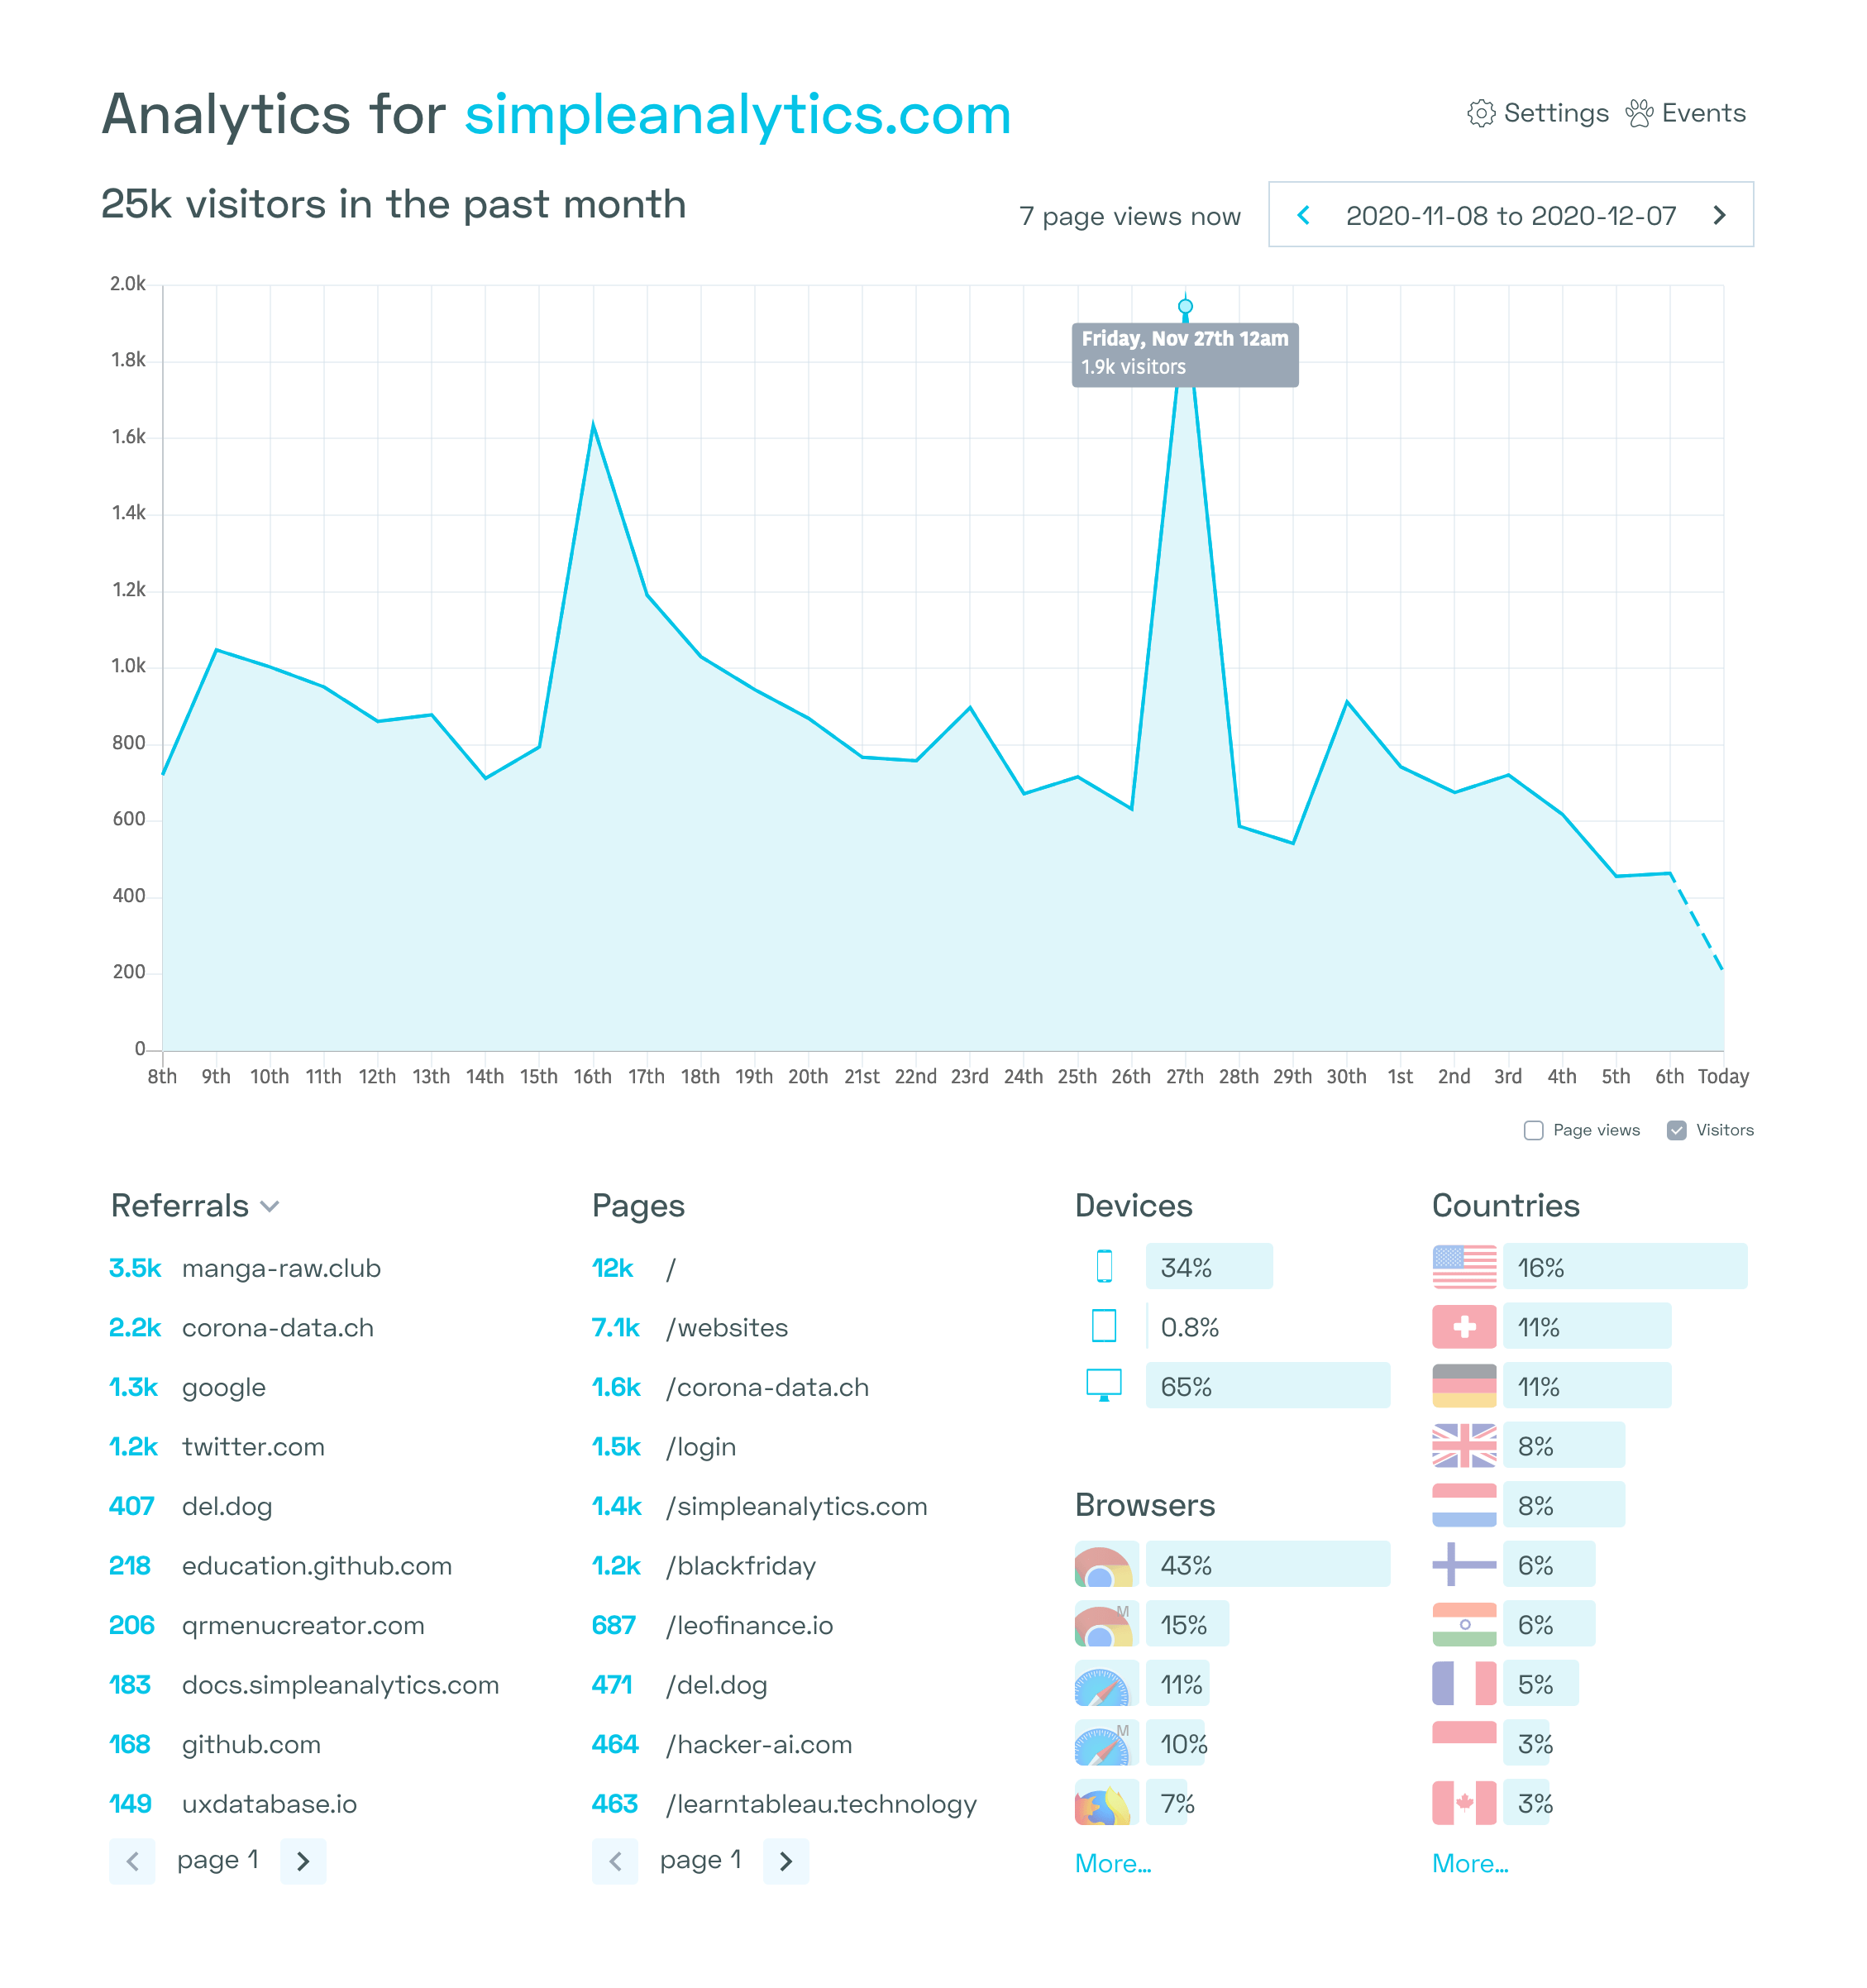 Analytics for simpleanalytics.com
Settings Events
25k visitors in the past month
7 page views now
2020-11-08 to 2020-12-07
2.0k
1.8k
1.6k
1.4k
1.2k
1.0k
800
600
400
200
0
Friday, Nov 27th 12am
1.9k visitors
8th 9th 10th 11th 12th 13th 14th 15th 16th 17th 18th 19th 20th 21st 22nd 23rd 24th 25th 26th 27th 28th 29th 30th 1st 2nd 3rd 4th 5th 6th Today
Page views Visitors
Referrals
3.5k manga-raw.club
2.2k corona-data.ch
1.3k google
1.2k twitter.com
407 del.dog
218 education.github.com
206 qrmenucreator.com
183 docs.simpleanalytics.com
168 github.com
149 uxdatabase.io
page 1
Pages
12k /
7.1k /websites
1.6k /corona-data.ch
1.5k /login
1.4k /simpleanalytics.com
1.2k /blackfriday
687 /leofinance.io
471 /del.dog
464 /hacker-ai.com
463 /learntableau.technology
page 1
Devices
34%
0.8%
65%
Browsers
43%
M 15%
11%
M 10%
7%
More...
Countries
16%
11%
11%
8%
8%
6%
6%
5%
3%
3%
More...